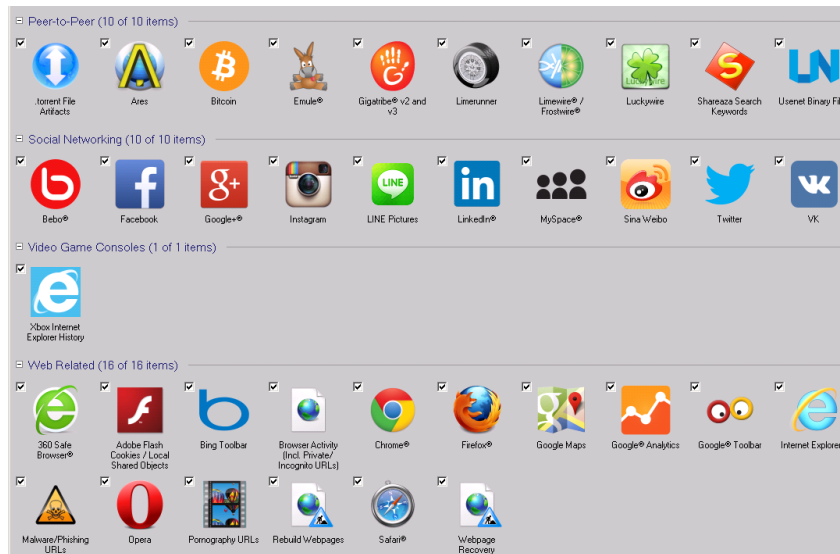 Peer-to-Peer (10 of 10 items)
.torrent File Artifacts
Ares
Bitcoin
Emule®
Gigatribe® v2 and v3
Limerunner
Limewire® / Frostwire®
Luckywire
Shareaza Search Keywords
Usenet Binary Fil
Social Networking (10 of 10 items)
Bebo®
Facebook
Google+®
Instagram
LINE
LINE Pictures
LinkedIn®
MySpace®
Sina Weibo
Twitter
VK
Video Game Consoles (1 of 1 items)
Xbox Internet Explorer History
Web Related (16 of 16 items)
360 Safe Browser®
Adobe Flash Cookies / Local Shared Objects
Bing Toolbar
Browser Activity (Incl. Private/ Incognito URLs)
Chrome®
Firefox®
Google Maps
Google® Analytics
Google® Toolbar
Internet Explorer
Malware/Phishing URLs
Opera
Pornography URLs
Rebuild Webpages
Safari®
Webpage Recovery